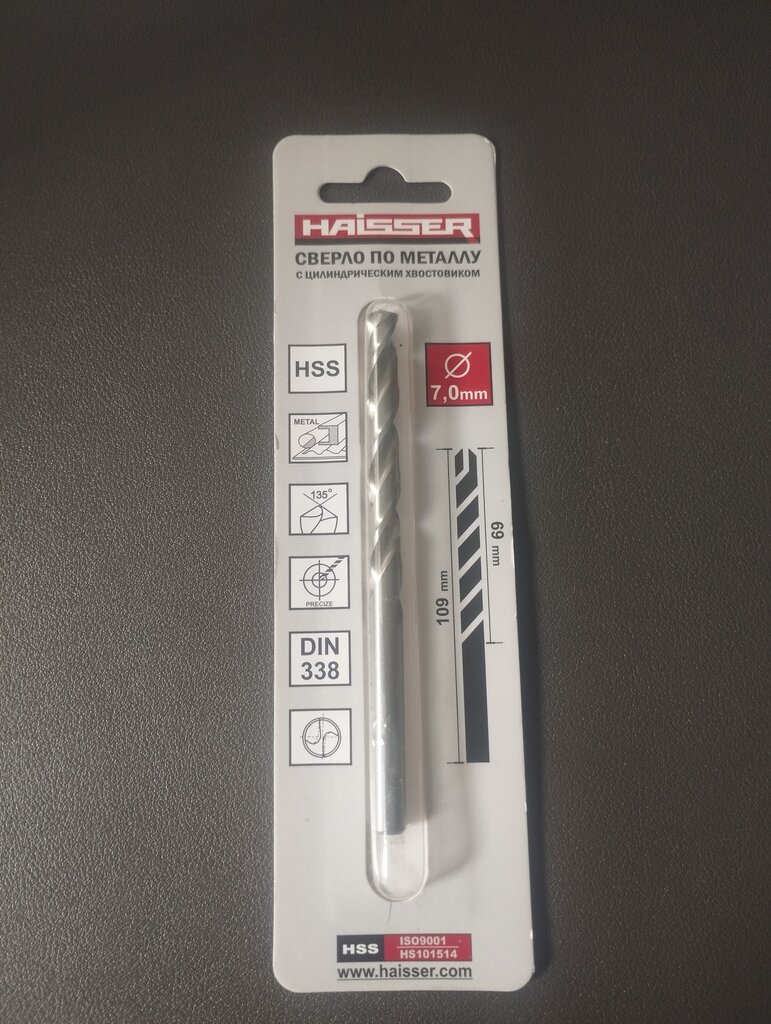 HAISSER
СВЕРЛО ПО МЕТАЛЛУ
С ЦИЛИНДРИЧЕСКИМ ХВОСТОВИКОМ
HSS
7,0mm
METAL
135°
PRECIZE
DIN
338
69 mm
109 mm
HSS
ISO9001
HS101514
www.haisser.com